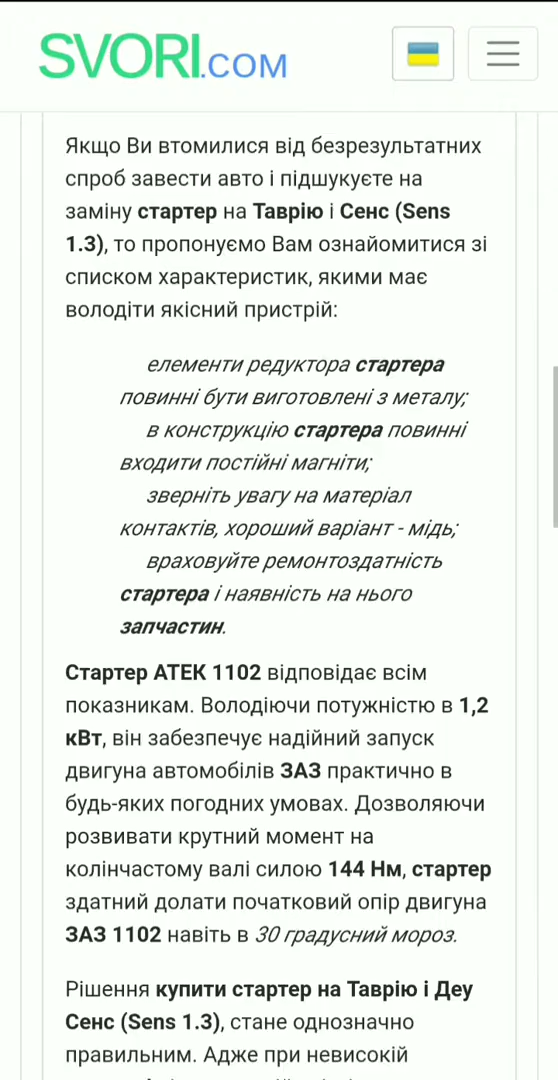 SVORI.COM
Якщо Ви втомилися від безрезультатних
спроб завести авто і підшукуєте на
заміну стартер на Таврію і Сенс (Sens
1.3), то пропонуємо Вам ознайомитися зі
списком характеристик, якими має
володіти якісний пристрій:
елементи редуктора стартера
повинні бути виготовлені з металу;
в конструкцію стартера повинні
входити постійні магніти;
зверніть увагу на матеріал
контактів, хороший варіант - мідь;
враховуйте ремонтоздатність
стартера і наявність на нього
запчастин.
Стартер АТЕК 1102 відповідає всім
показникам. Володіючи потужністю в 1,2
кВт, він забезпечує надійний запуск
двигуна автомобілів ЗАЗ практично в
будь-яких погодних умовах. Дозволяючи
розвивати крутний момент на
колінчастому валі силою 144 Нм, стартер
здатний долати початковий опір двигуна
ЗАЗ 1102 навіть в 30 градусний мороз.
Рішення купити стартер на Таврію і Деу
Сенс (Sens 1.3), стане однозначно
правильним. Адже при невисокій